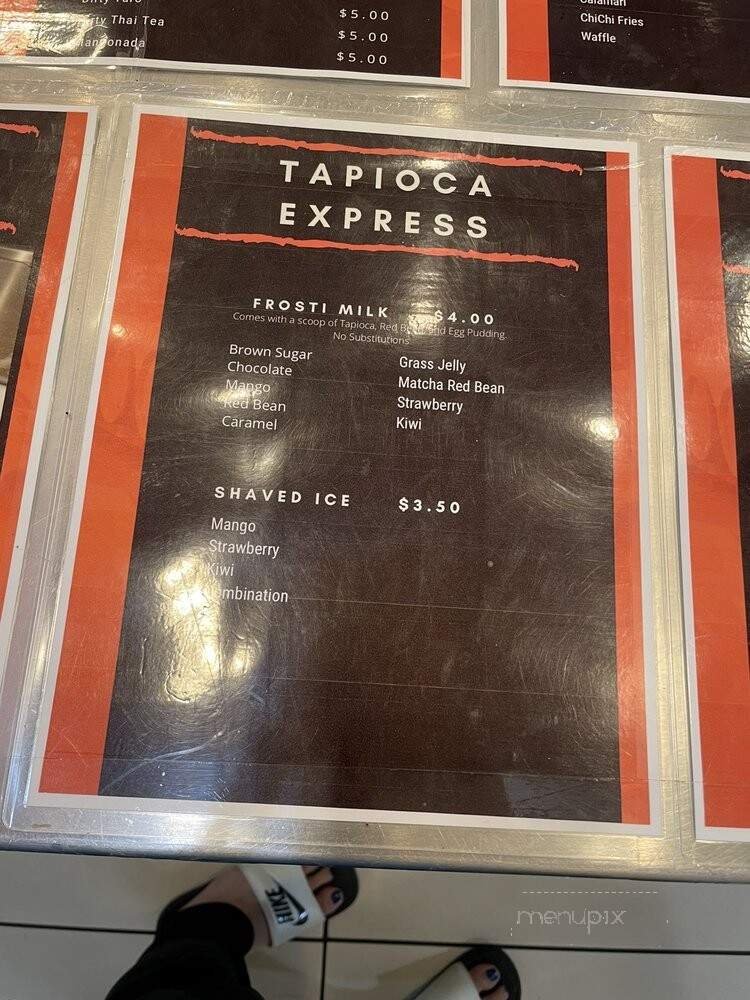 Thai Tea
$5.00
$5.00
$5.00
ChiChi Fries
Waffle
TAPIOCA
EXPRESS
FROSTI MILK $4.00
Comes with a scoop of Tapioca, Red Bean and Egg Pudding.
No Substitutions
Brown Sugar
Chocolate
Mango
Red Bean
Caramel
Grass Jelly
Matcha Red Bean
Strawberry
Kiwi
SHAVED ICE $3.50
Mango
Strawberry
Kiwi
Combination
NIKE
menupix